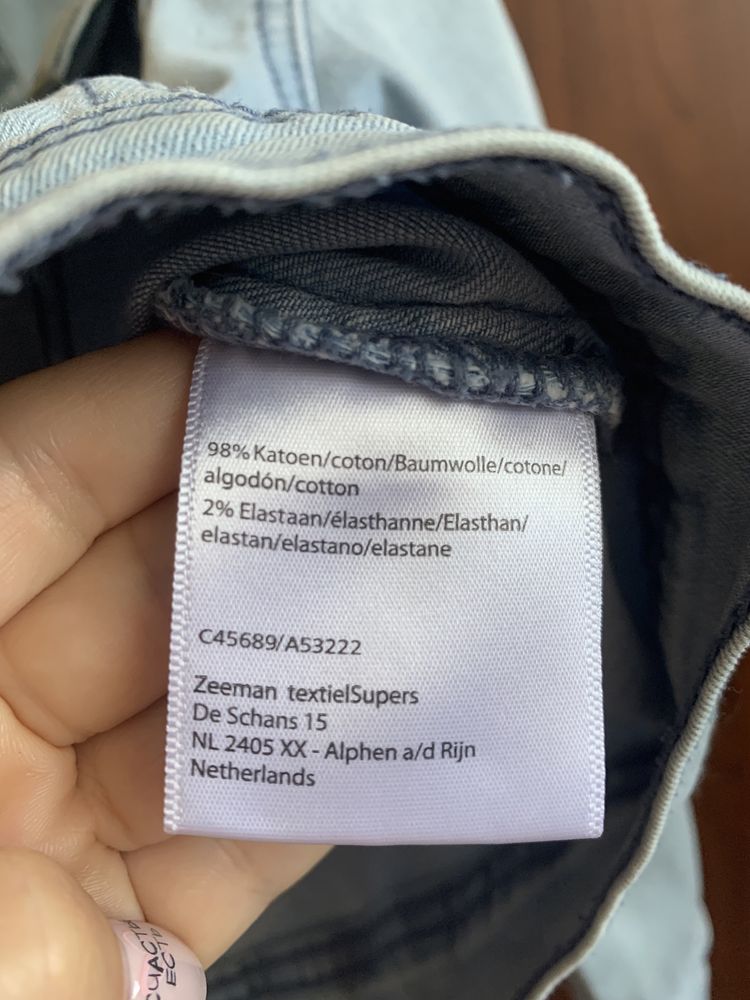 98% Katoen/coton/Baumwolle/cotone/
algodón/cotton
2% Elastaan/élasthanne/Elasthan/
elastan/elastano/elastane
C45689/A53222
Zeeman textielSupers
De Schans 15
NL 2405 XX - Alphen a/d Rijn
Netherlands